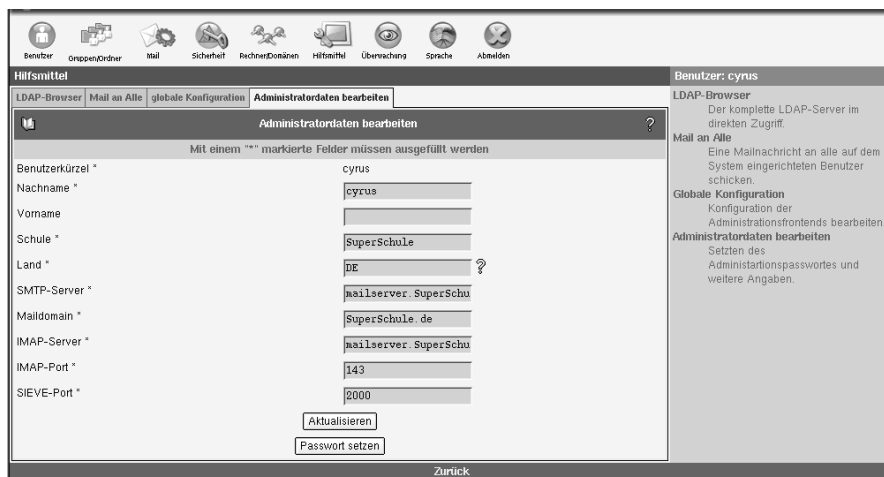 Benutzer Gruppen/Ordner Mail Sicherheit Rechner/Domänen Hilfsmittel Überwachung Sprache Abmelden
Hilfsmittel
LDAP-Browser Mail an Alle globale Konfiguration Administratordaten bearbeiten
Administratordaten bearbeiten ?
Mit einem "*" markierte Felder müssen ausgefüllt werden
Benutzerkürzel * cyrus
Nachname * cyrus
Vorname
Schule * SuperSchule
Land * DE ?
SMTP-Server * mailserver.SuperSchu
Maildomain * SuperSchule.de
IMAP-Server * mailserver.SuperSchu
IMAP-Port * 143
SIEVE-Port * 2000
Aktualisieren
Passwort setzen
Zurück
Benutzer: cyrus
LDAP-Browser
Der komplette LDAP-Server im
direkten Zugriff.
Mail an Alle
Eine Mailnachricht an alle auf dem
System eingerichteten Benutzer
schicken.
Globale Konfiguration
Konfiguration der
Administrationsfrontends bearbeiten
Administratordaten bearbeiten
Setzten des
Administartionspasswortes und
weitere Angaben.